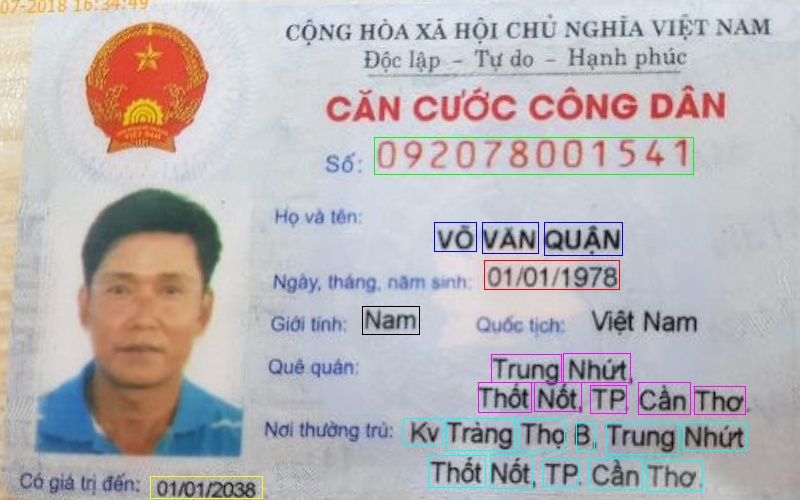 07-2018 16:34:49
CỘNG HÒA XÃ HỘI CHỦ NGHĨA VIỆT NAM
Độc lập - Tự do - Hạnh phúc
CĂN CƯỚC CÔNG DÂN
Số: 092078001541
Họ và tên:
VÕ VĂN QUẬN
Ngày, tháng, năm sinh: 01/01/1978
Giới tính: Nam Quốc tịch: Việt Nam
Quê quán: Trung Nhứt,
Thốt Nốt, TP. Cần Thơ.
Nơi thường trú: Kv Tràng Thọ B, Trung Nhứt
Thốt Nốt, TP. Cần Thơ.
Có giá trị đến: 01/01/2038